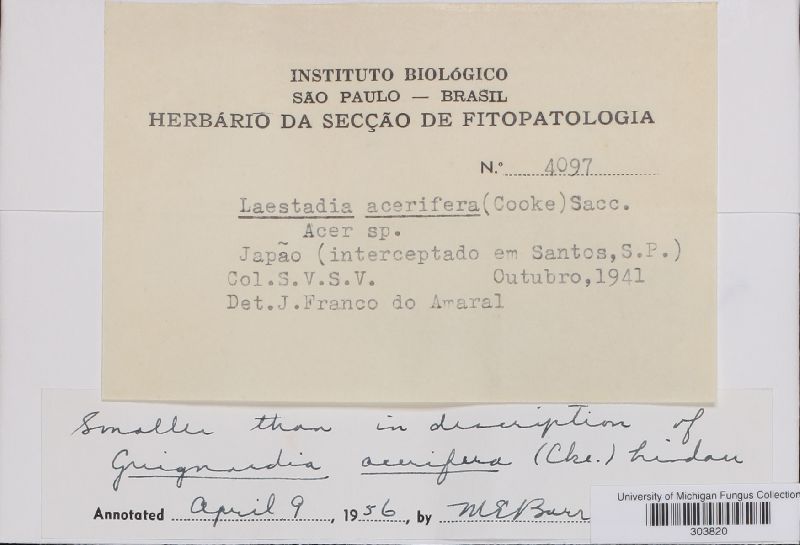 INSTITUTO BIOLÓGICO
SÃO PAULO — BRASIL
HERBÁRIO DA SECÇÃO DE FITOPATOLOGIA
N.º 4097
Laestadia acerifera(Cooke)Sacc.
Acer sp.
Japão (interceptado em Santos,S.P.)
Col.S.V.S.V. Outubro,1941
Det.J.Franco do Amaral
Smaller than in description of
Guignardia acerifera (Cke.) Lindau
Annotated April 9, 1956, by M E Barr
University of Michigan Fungus Collection
303820